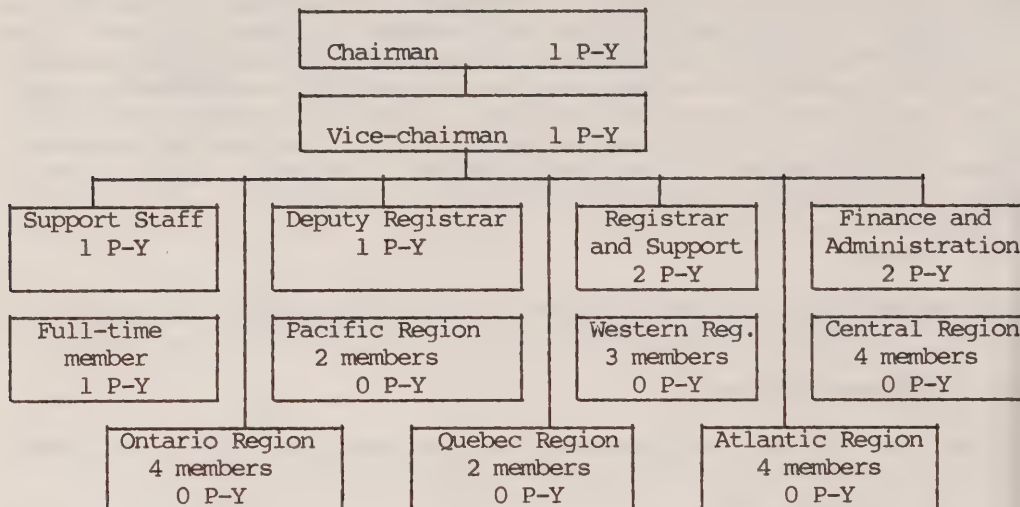 Chairman 1 P-Y
Vice-chairman 1 P-Y
Support Staff
1 P-Y
Deputy Registrar
1 P-Y
Registrar
and Support
2 P-Y
Finance and
Administration
2 P-Y
Full-time
member
1 P-Y
Pacific Region
2 members
0 P-Y
Western Reg.
3 members
0 P-Y
Central Region
4 members
0 P-Y
Ontario Region
4 members
0 P-Y
Quebec Region
2 members
0 P-Y
Atlantic Region
4 members
0 P-Y